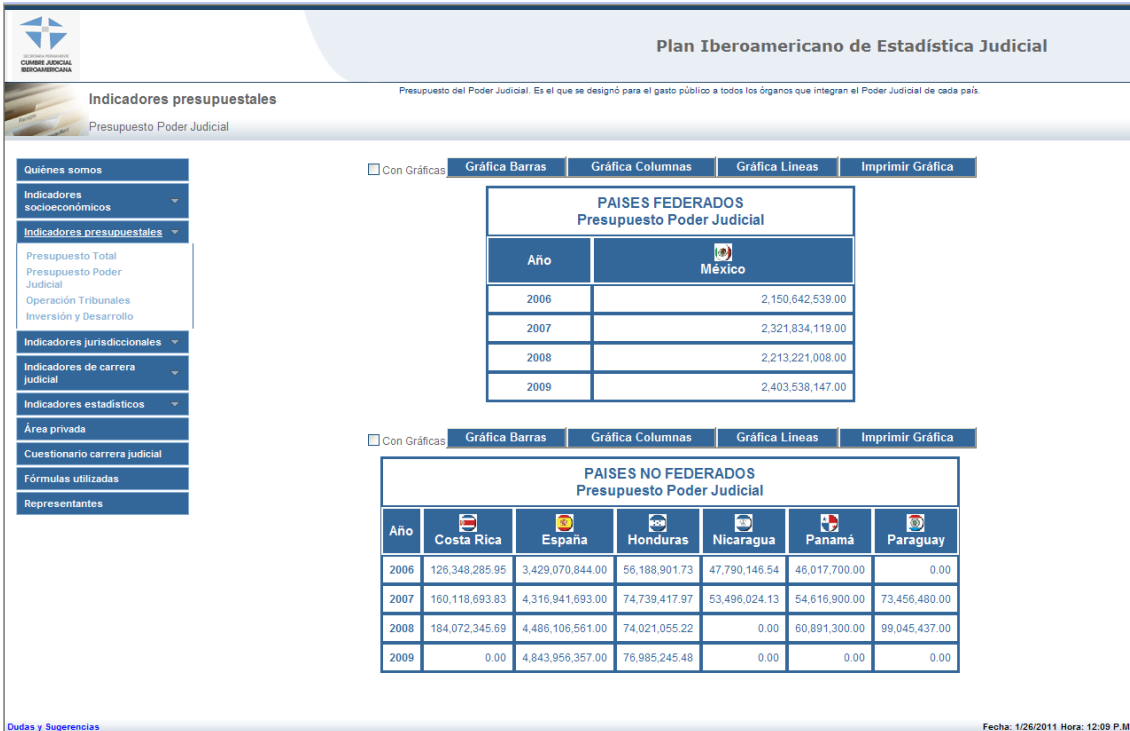 SECRETARIA PERMANENTE
CUMBRE JUDICIAL
IBEROAMERICANA
Plan Iberoamericano de Estadística Judicial
Indicadores presupuestales
Presupuesto Poder Judicial
Presupuesto del Poder Judicial. Es el que se designó para el gasto público a todos los órganos que integran el Poder Judicial de cada país.
Quiénes somos
Indicadores
socioeconómicos
Indicadores presupuestales
Presupuesto Total
Presupuesto Poder
Judicial
Operación Tribunales
Inversión y Desarrollo
Indicadores jurisdiccionales
Indicadores de carrera
judicial
Indicadores estadísticos
Área privada
Cuestionario carrera judicial
Fórmulas utilizadas
Representantes
Con Gráficas Gráfica Barras Gráfica Columnas Gráfica Lineas Imprimir Gráfica
PAISES FEDERADOS
Presupuesto Poder Judicial
Año México
2006 2,150,642,539.00
2007 2,321,834,119.00
2008 2,213,221,008.00
2009 2,403,538,147.00
Con Gráficas Gráfica Barras Gráfica Columnas Gráfica Lineas Imprimir Gráfica
PAISES NO FEDERADOS
Presupuesto Poder Judicial
Año Costa Rica España Honduras Nicaragua Panamá Paraguay
2006 126,348,285.95 3,429,070,844.00 56,188,901.73 47,790,146.54 46,017,700.00 0.00
2007 160,118,693.83 4,316,941,693.00 74,739,417.97 53,496,024.13 54,616,900.00 73,456,480.00
2008 184,072,345.69 4,486,106,561.00 74,021,055.22 0.00 60,891,300.00 99,045,437.00
2009 0.00 4,843,956,357.00 76,985,245.48 0.00 0.00 0.00
Dudas y Sugerencias
Fecha: 1/26/2011 Hora: 12:09 P.M